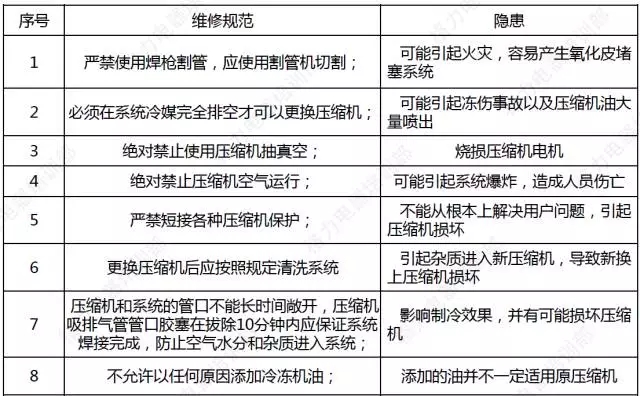 序号 维修规范 隐患
1 严禁使用焊枪割管，应使用割管机切割； 可能引起火灾，容易产生氧化皮堵
塞系统
2 必须在系统冷媒完全排空才可以更换压缩机； 可能引起冻伤事故以及压缩机油大
量喷出
3 绝对禁止使用压缩机抽真空； 烧损压缩机电机
4 绝对禁止压缩机空气运行； 可能引起系统爆炸，造成人员伤亡
5 严禁短接各种压缩机保护； 不能从根本上解决用户问题，引起
压缩机损坏
6 更换压缩机后应按照规定清洗系统 引起杂质进入新压缩机，导致新换
上压缩机损坏
7 压缩机和系统的管口不能长时间敞开，压缩机
吸排气管管口胶塞在拔除10分钟内应保证系统
焊接完成，防止空气水分和杂质进入系统； 影响制冷效果，并有可能损坏压缩
机
8 不允许以任何原因添加冷冻机油； 添加的油并不一定适用原压缩机